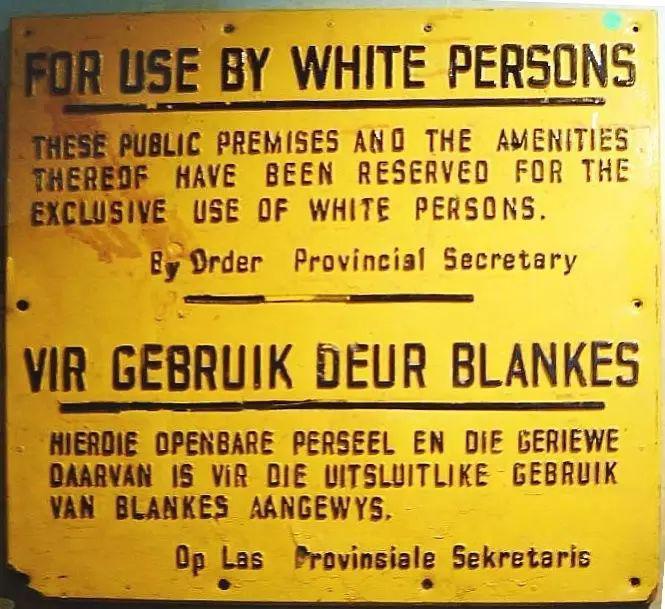 FOR USE BY WHITE PERSONS
THESE PUBLIC PREMISES AND THE AMENITIES
THEREOF HAVE BEEN RESERVED FOR THE
EXCLUSIVE USE OF WHITE PERSONS.
By Order Provincial Secretary
VIR GEBRUIK DEUR BLANKES
HIERDIE OPENBARE PERSEEL EN DIE GERIEWE
DAARVAN IS VIR DIE UITSLUITLIKE GEBRUIK
VAN BLANKES AANGEWYS.
Op Las Provinsiale Sekretaris